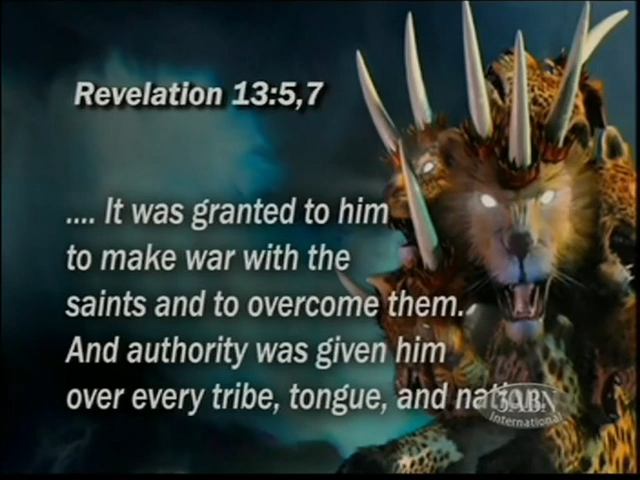 Revelation 13:5,7
.... It was granted to him
to make war with the
saints and to overcome them.
And authority was given him
over every tribe, tongue, and nation.
3ABN
International